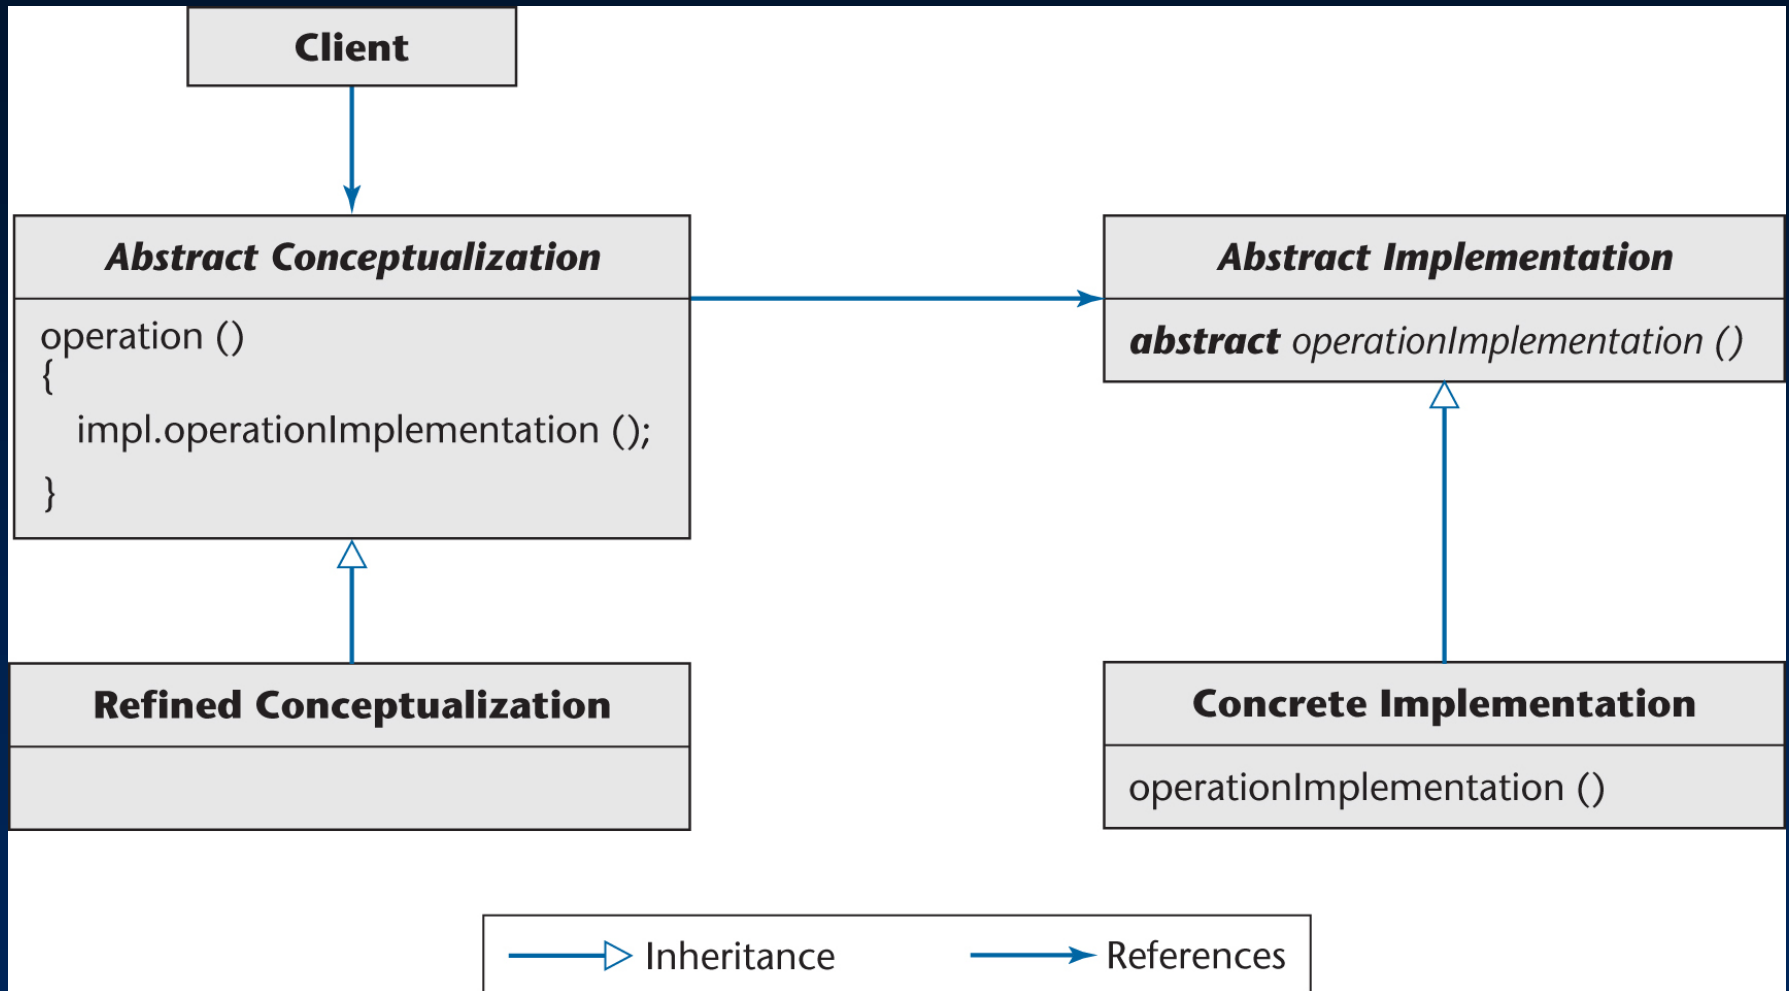 Client
Abstract Conceptualization
operation ()
{
impl.operationImplementation ();
}
Abstract Implementation
abstract operationImplementation ()
Refined Conceptualization
Concrete Implementation
operationImplementation ()
Inheritance
References